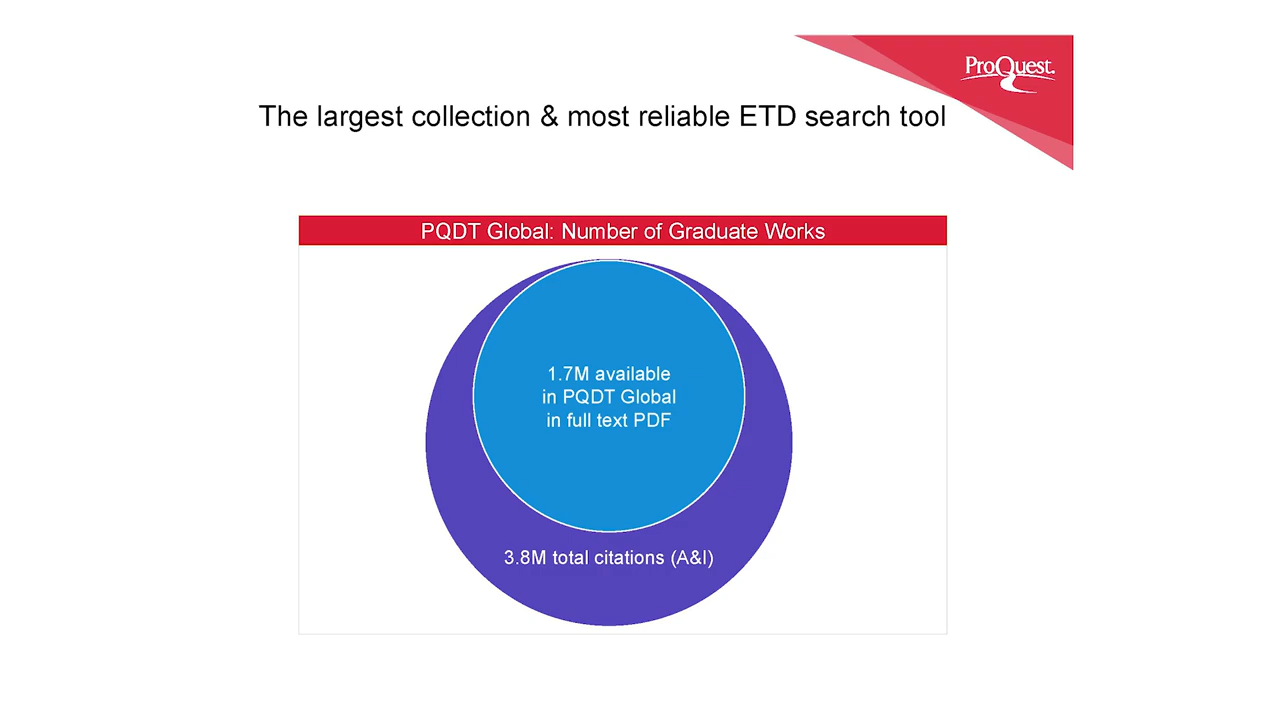 ProQuest.
The largest collection & most reliable ETD search tool
PQDT Global: Number of Graduate Works
1.7M available
in PQDT Global
in full text PDF
3.8M total citations (A&I)